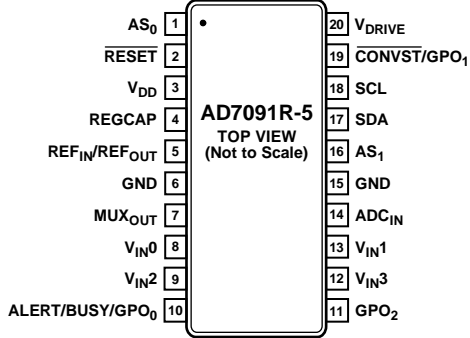 AS0 1
RESET 2
VDD 3
REGCAP 4
REFIN/REFOUT 5
GND 6
MUXOUT 7
VIN0 8
VIN2 9
ALERT/BUSY/GPO0 10
AD7091R-5
TOP VIEW
(Not to Scale)
20 VDRIVE
19 CONVST/GPO1
18 SCL
17 SDA
16 AS1
15 GND
14 ADCIN
13 VIN1
12 VIN3
11 GPO2